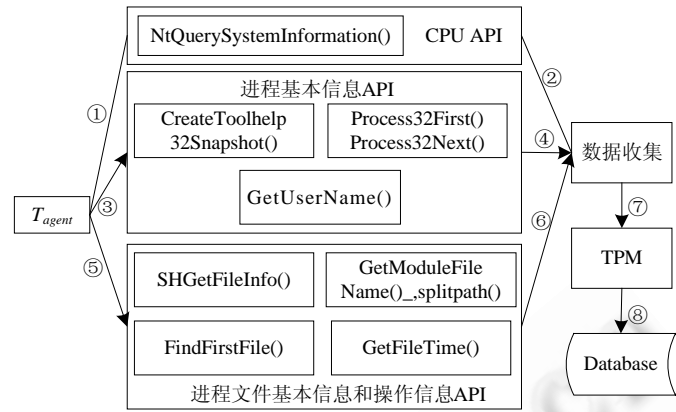 NtQuerySystemInformation() CPU API
①
②
进程基本信息API
CreateToolhelp
32Snapshot()
Process32First()
Process32Next()
④
数据收集
GetUserName()
T_agent
③
⑥
⑦
⑤
SHGetFileInfo()
GetModuleFile
Name()_,splitpath()
TPM
FindFirstFile()
GetFileTime()
⑧
Database
进程文件基本信息和操作信息API